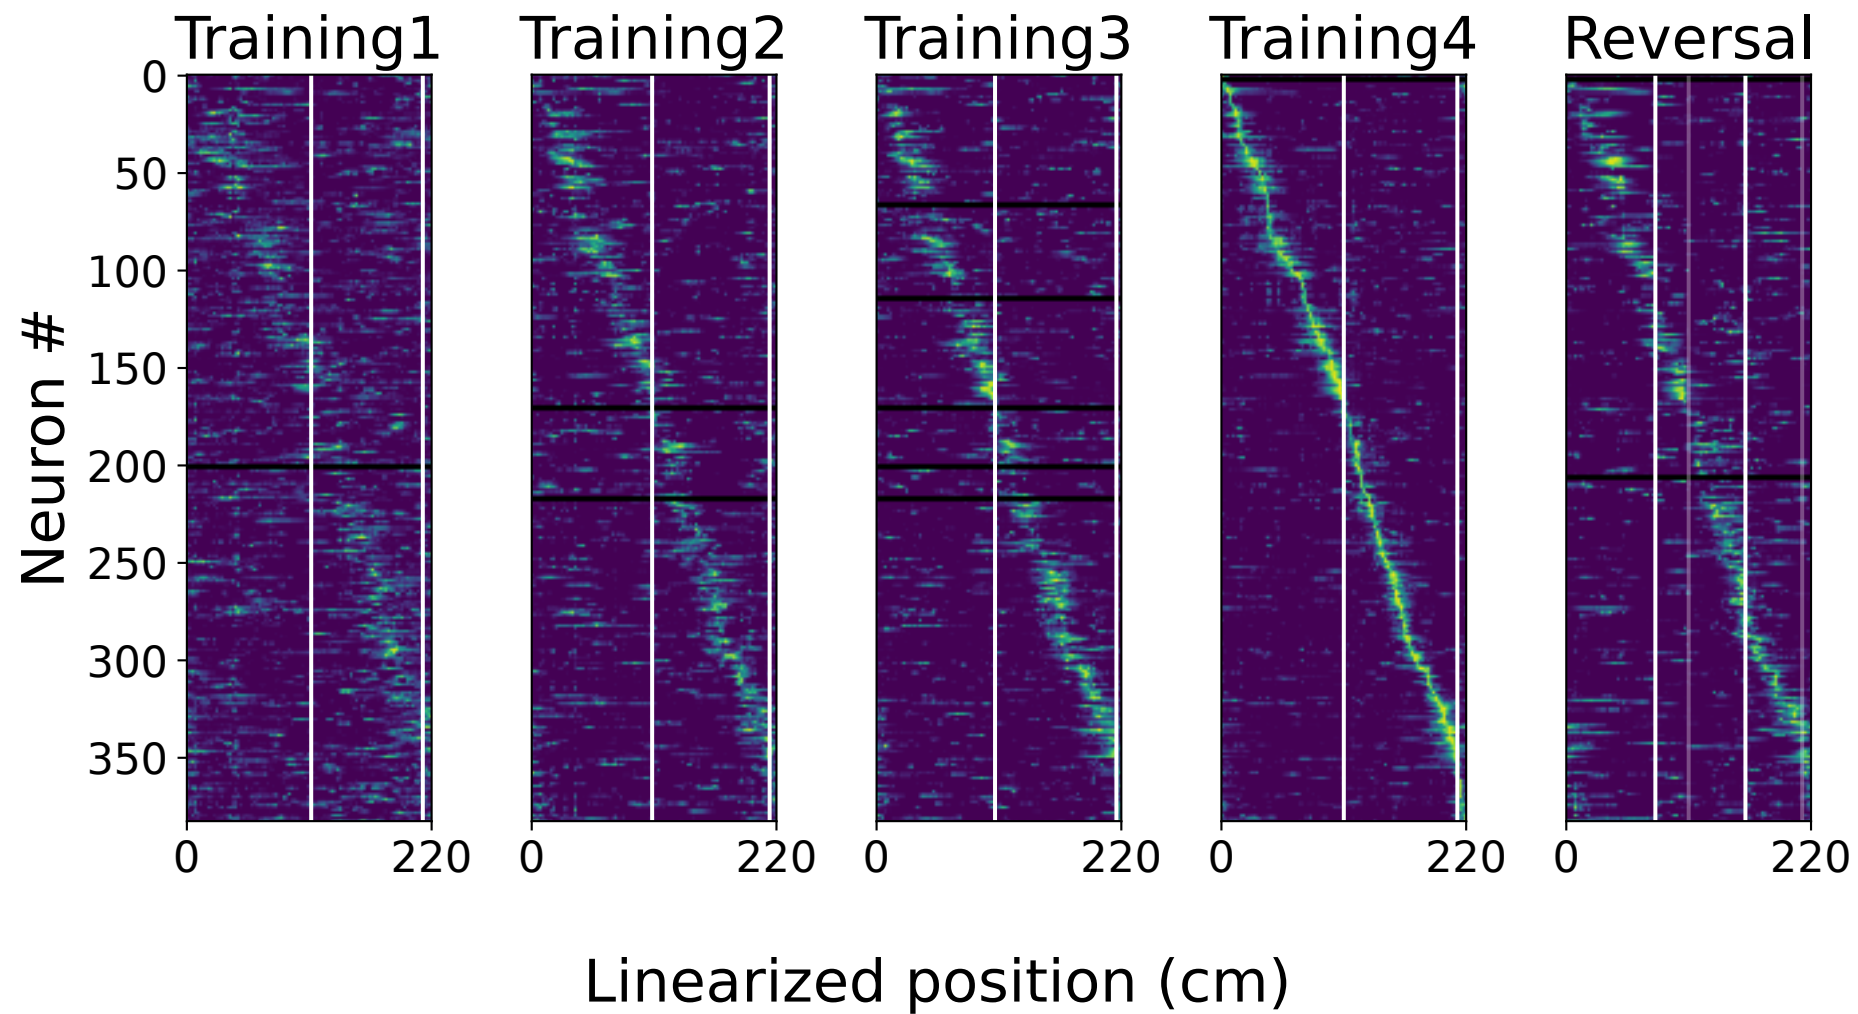 Training1 Training2 Training3 Training4 Reversal
0
50
100
150
200
250
300
350
Neuron #
0 220 0 220 0 220 0 220 0 220
Linearized position (cm)